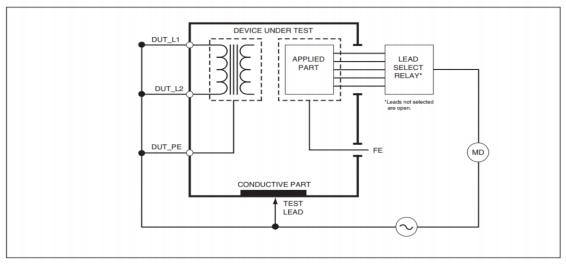 DEVICE UNDER TEST
DUT_L1
DUT_L2
DUT_PE
APPLIED
PART
LEAD
SELECT
RELAY*
*Leads not selected
are open.
FE
MD
CONDUCTIVE PART
TEST
LEAD